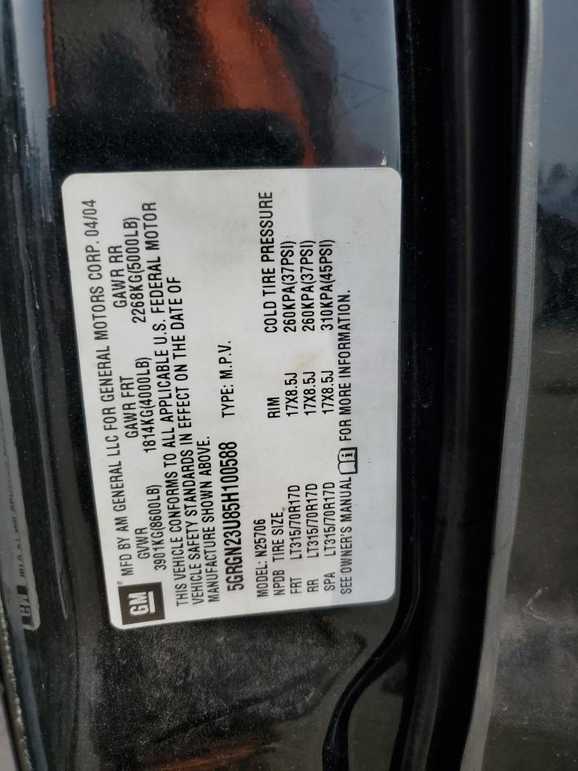 GM
MFD BY AM GENERAL LLC FOR GENERAL MOTORS CORP. 04/04
GVWR GAWR FRT GAWR RR
3901KG(8600LB) 1814KG(4000LB) 2268KG(5000LB)
THIS VEHICLE CONFORMS TO ALL APPLICABLE U.S. FEDERAL MOTOR
VEHICLE SAFETY STANDARDS IN EFFECT ON THE DATE OF
MANUFACTURE SHOWN ABOVE.
5GRGN23U85H100588 TYPE: M.P.V.
MODEL: N25706
NPDB TIRE SIZE RIM COLD TIRE PRESSURE
FRT LT315/70R17D 17X8.5J 260KPA(37PSI)
RR LT315/70R17D 17X8.5J 260KPA(37PSI)
SPA LT315/70R17D 17X8.5J 310KPA(45PSI)
SEE OWNER'S MANUAL i FOR MORE INFORMATION.